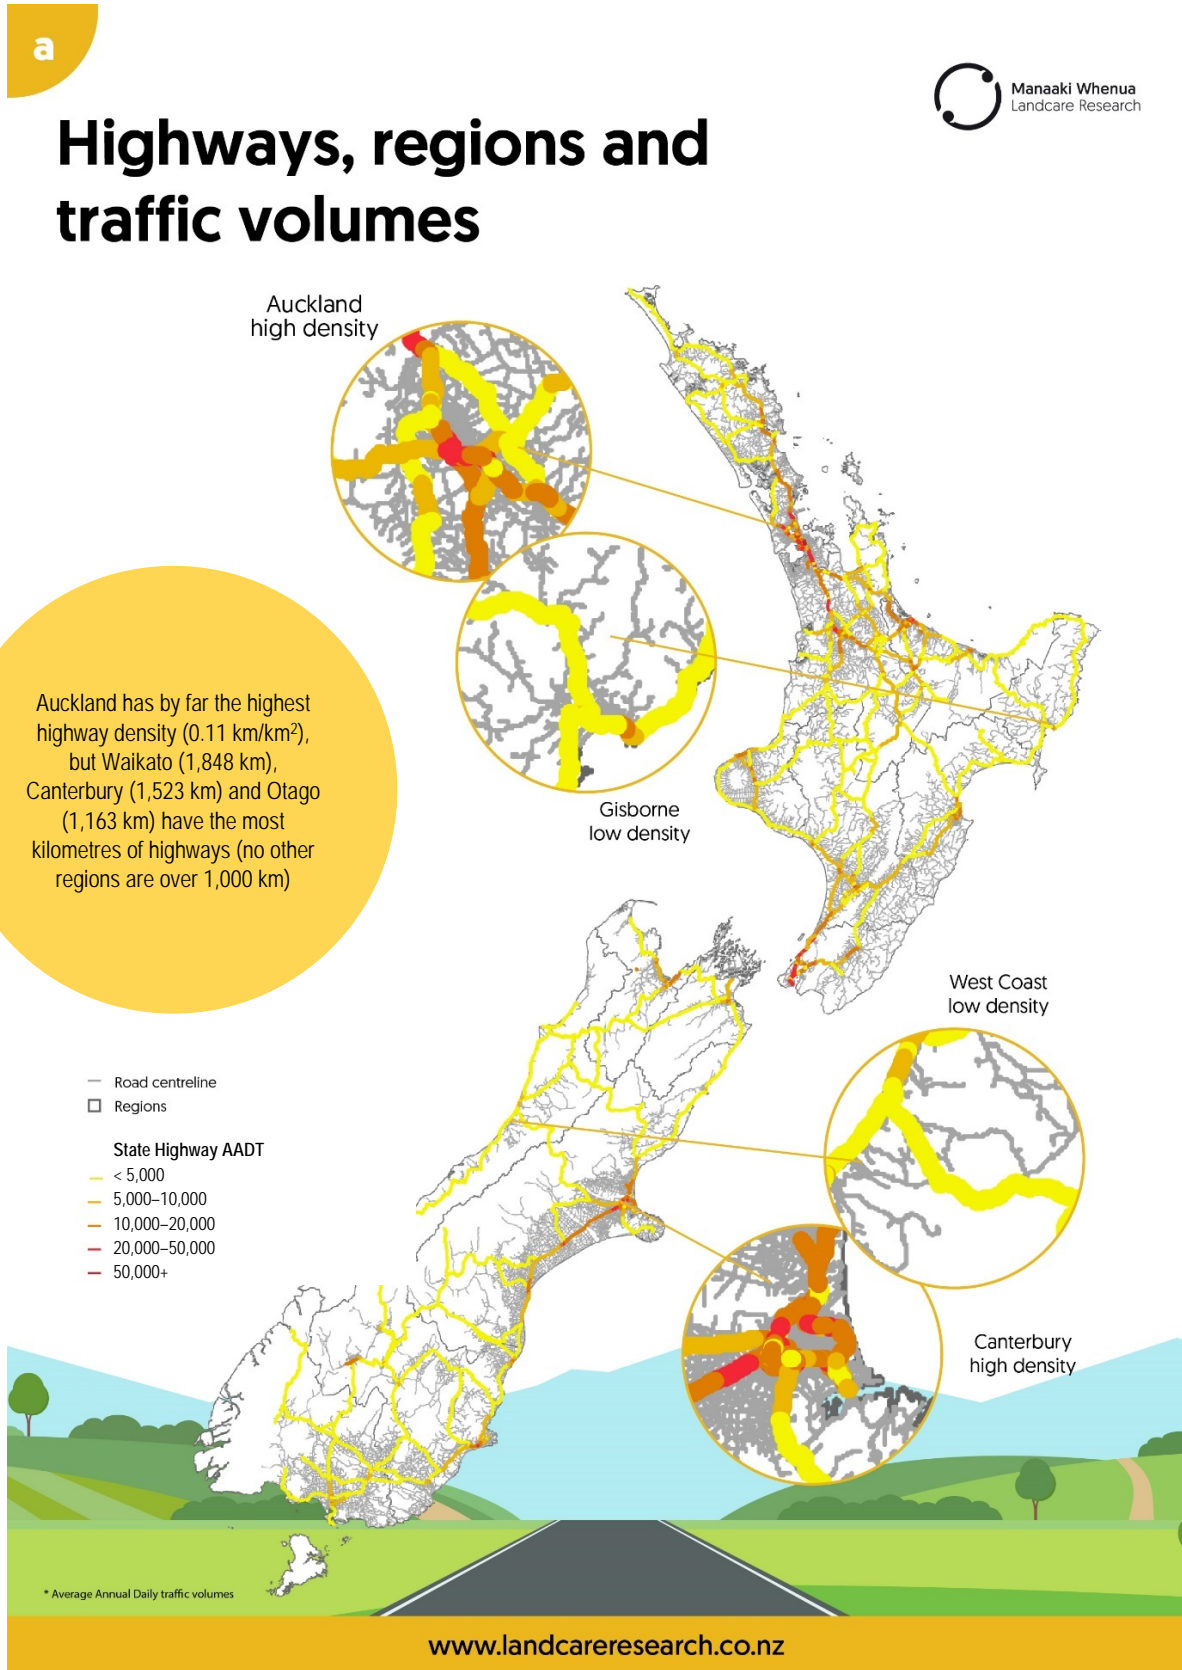 a
Manaaki Whenua
Landcare Research
Highways, regions and
traffic volumes
Auckland
high density
Gisborne
low density
Auckland has by far the highest
highway density (0.11 km/km²),
but Waikato (1,848 km),
Canterbury (1,523 km) and Otago
(1,163 km) have the most
kilometres of highways (no other
regions are over 1,000 km)
West Coast
low density
Road centreline
Regions
State Highway AADT
< 5,000
5,000–10,000
10,000–20,000
20,000–50,000
50,000+
Canterbury
high density
* Average Annual Daily traffic volumes
www.landcareresearch.co.nz